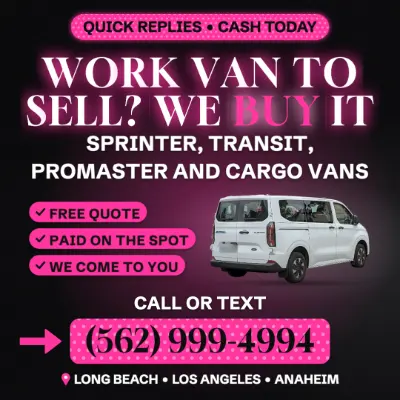 QUICK REPLIES • CASH TODAY
WORK VAN TO
SELL? WE BUY IT
SPRINTER, TRANSIT,
PROMASTER AND CARGO VANS
FREE QUOTE
PAID ON THE SPOT
WE COME TO YOU
CALL OR TEXT
(562) 999-4994
LONG BEACH • LOS ANGELES • ANAHEIM